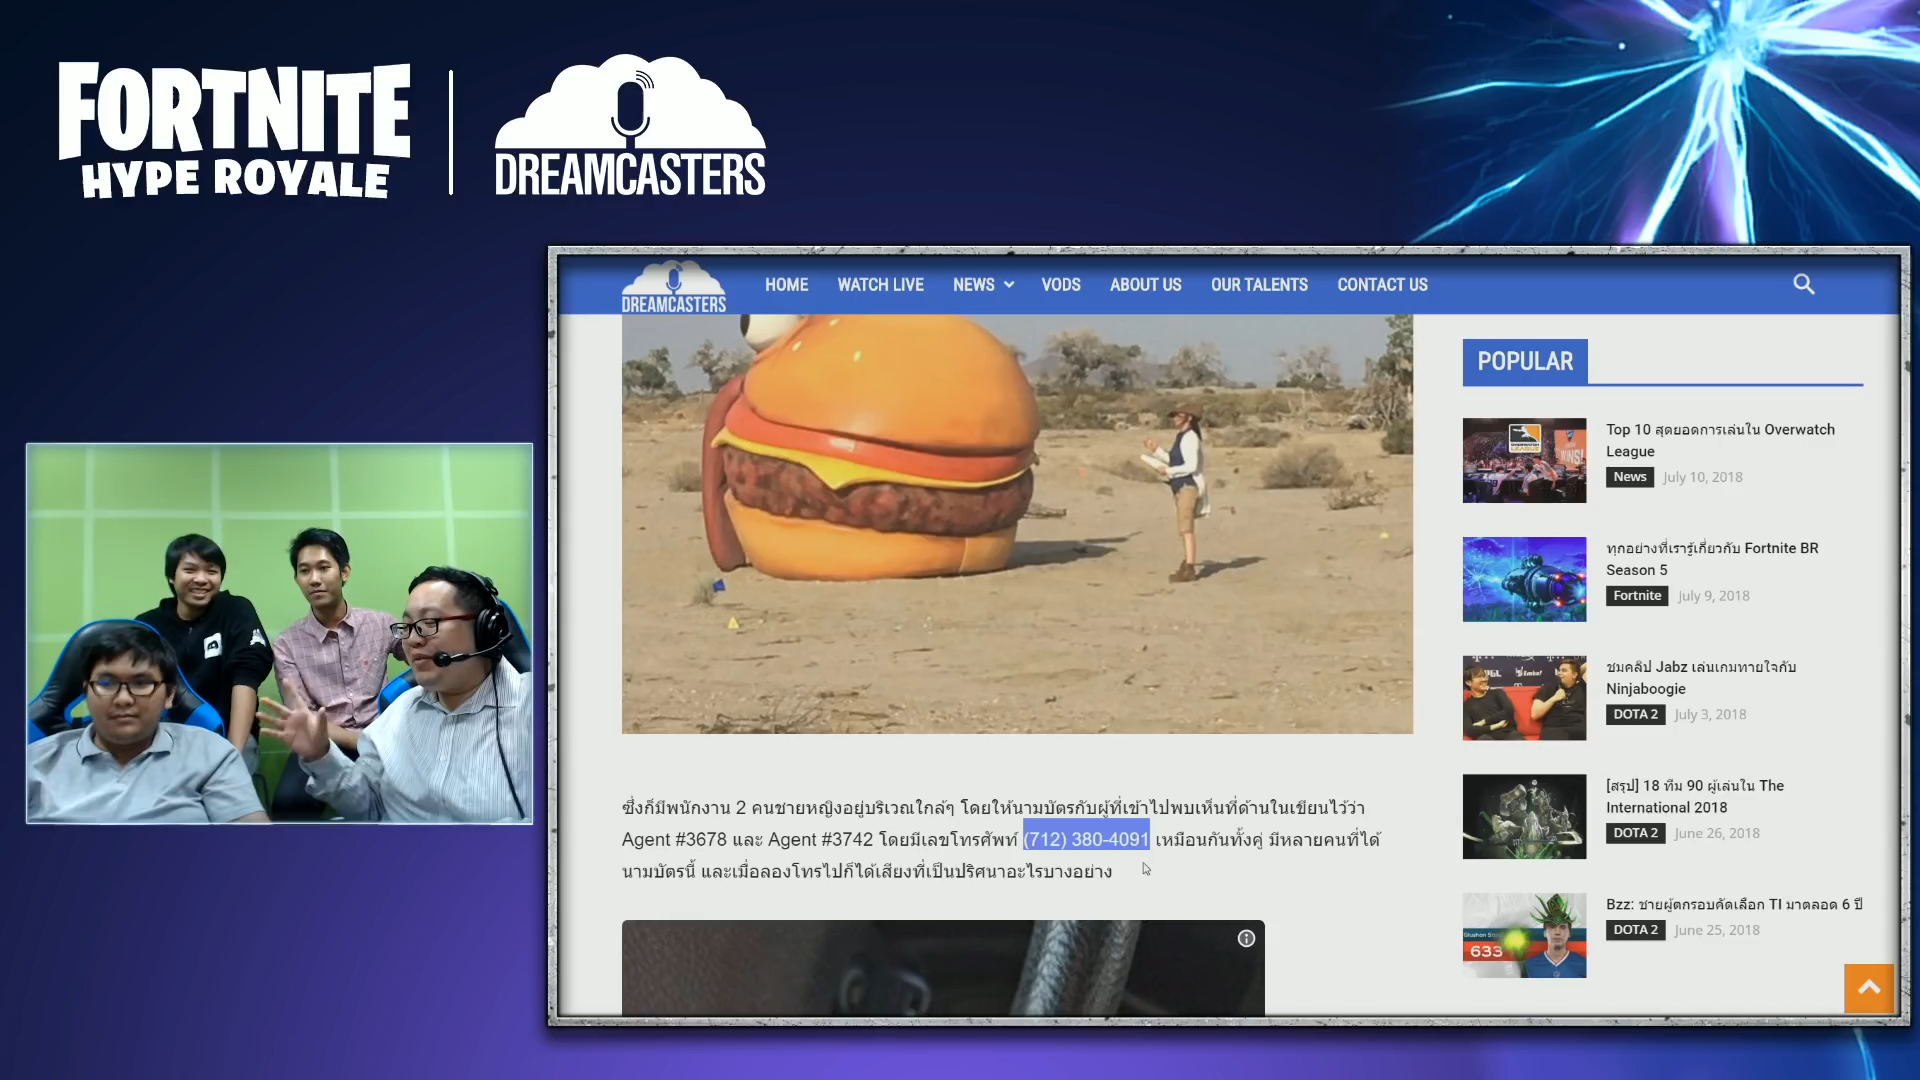 FORTNITE
HYPE ROYALE
DREAMCASTERS
DREAMCASTERS
HOME
WATCH LIVE
NEWS
VODS
ABOUT US
OUR TALENTS
CONTACT US
ซึ่งก็มีพนักงาน 2 คนชายหญิงอยู่บริเวณใกล้ๆ โดยให้นามบัตรกับผู้ที่เข้าไปพบเห็นที่ด้านในเขียนไว้ว่า
Agent #3678 และ Agent #3742 โดยมีเลขโทรศัพท์ (712) 380-4091 เหมือนกันทั้งคู่ มีหลายคนที่ได้
นามบัตรนี้ และเมื่อลองโทรไปก็ได้เสียงที่เป็นปริศนาอะไรบางอย่าง
POPULAR
Top 10 สุดยอดการเล่นใน Overwatch
League
News July 10, 2018
ทุกอย่างที่เรารู้เกี่ยวกับ Fortnite BR
Season 5
Fortnite July 9, 2018
ชมคลิป Jabz เล่นเกมทายใจกับ
Ninjaboogie
DOTA 2 July 3, 2018
[สรุป] 18 ทีม 90 ผู้เล่นใน The
International 2018
DOTA 2 June 26, 2018
Bzz: ชายผู้ตกรอบคัดเลือก TI มาตลอด 6 ปี
633
DOTA 2 June 25, 2018